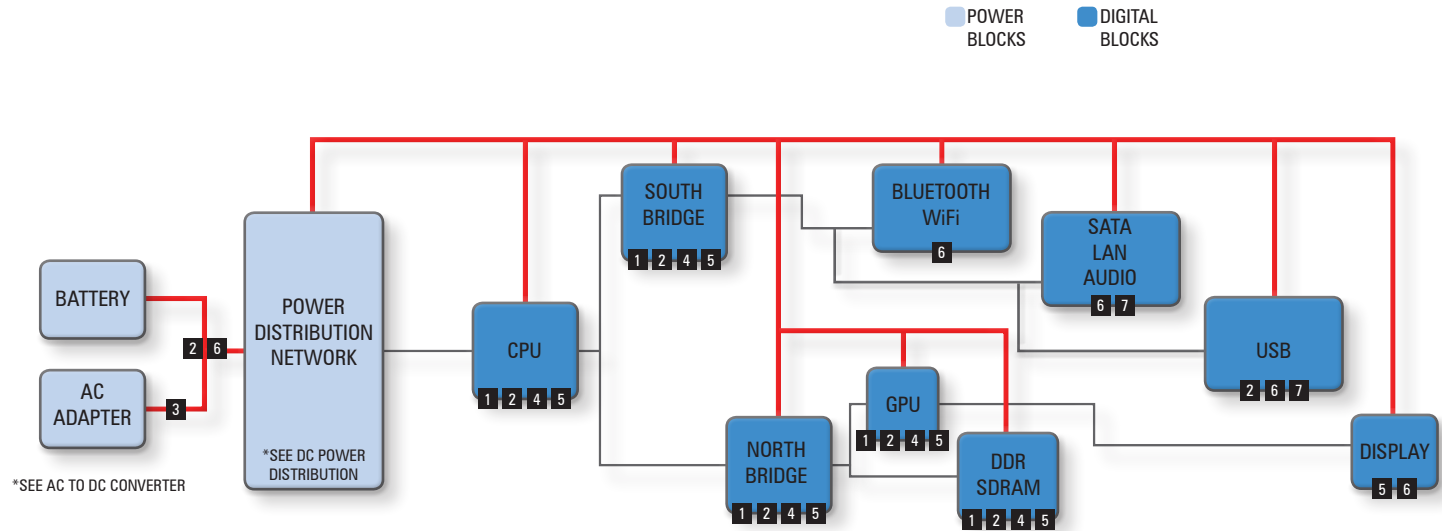 POWER
BLOCKS
DIGITAL
BLOCKS
BATTERY
AC
ADAPTER
3
2 6
*SEE AC TO DC CONVERTER
POWER
DISTRIBUTION
NETWORK
*SEE DC POWER
DISTRIBUTION
CPU
1 2 4 5
SOUTH
BRIDGE
1 2 4 5
NORTH
BRIDGE
1 2 4 5
BLUETOOTH
WiFi
6
SATA
LAN
AUDIO
6 7
USB
2 6 7
GPU
1 2 4 5
DDR
SDRAM
1 2 4 5
DISPLAY
5 6